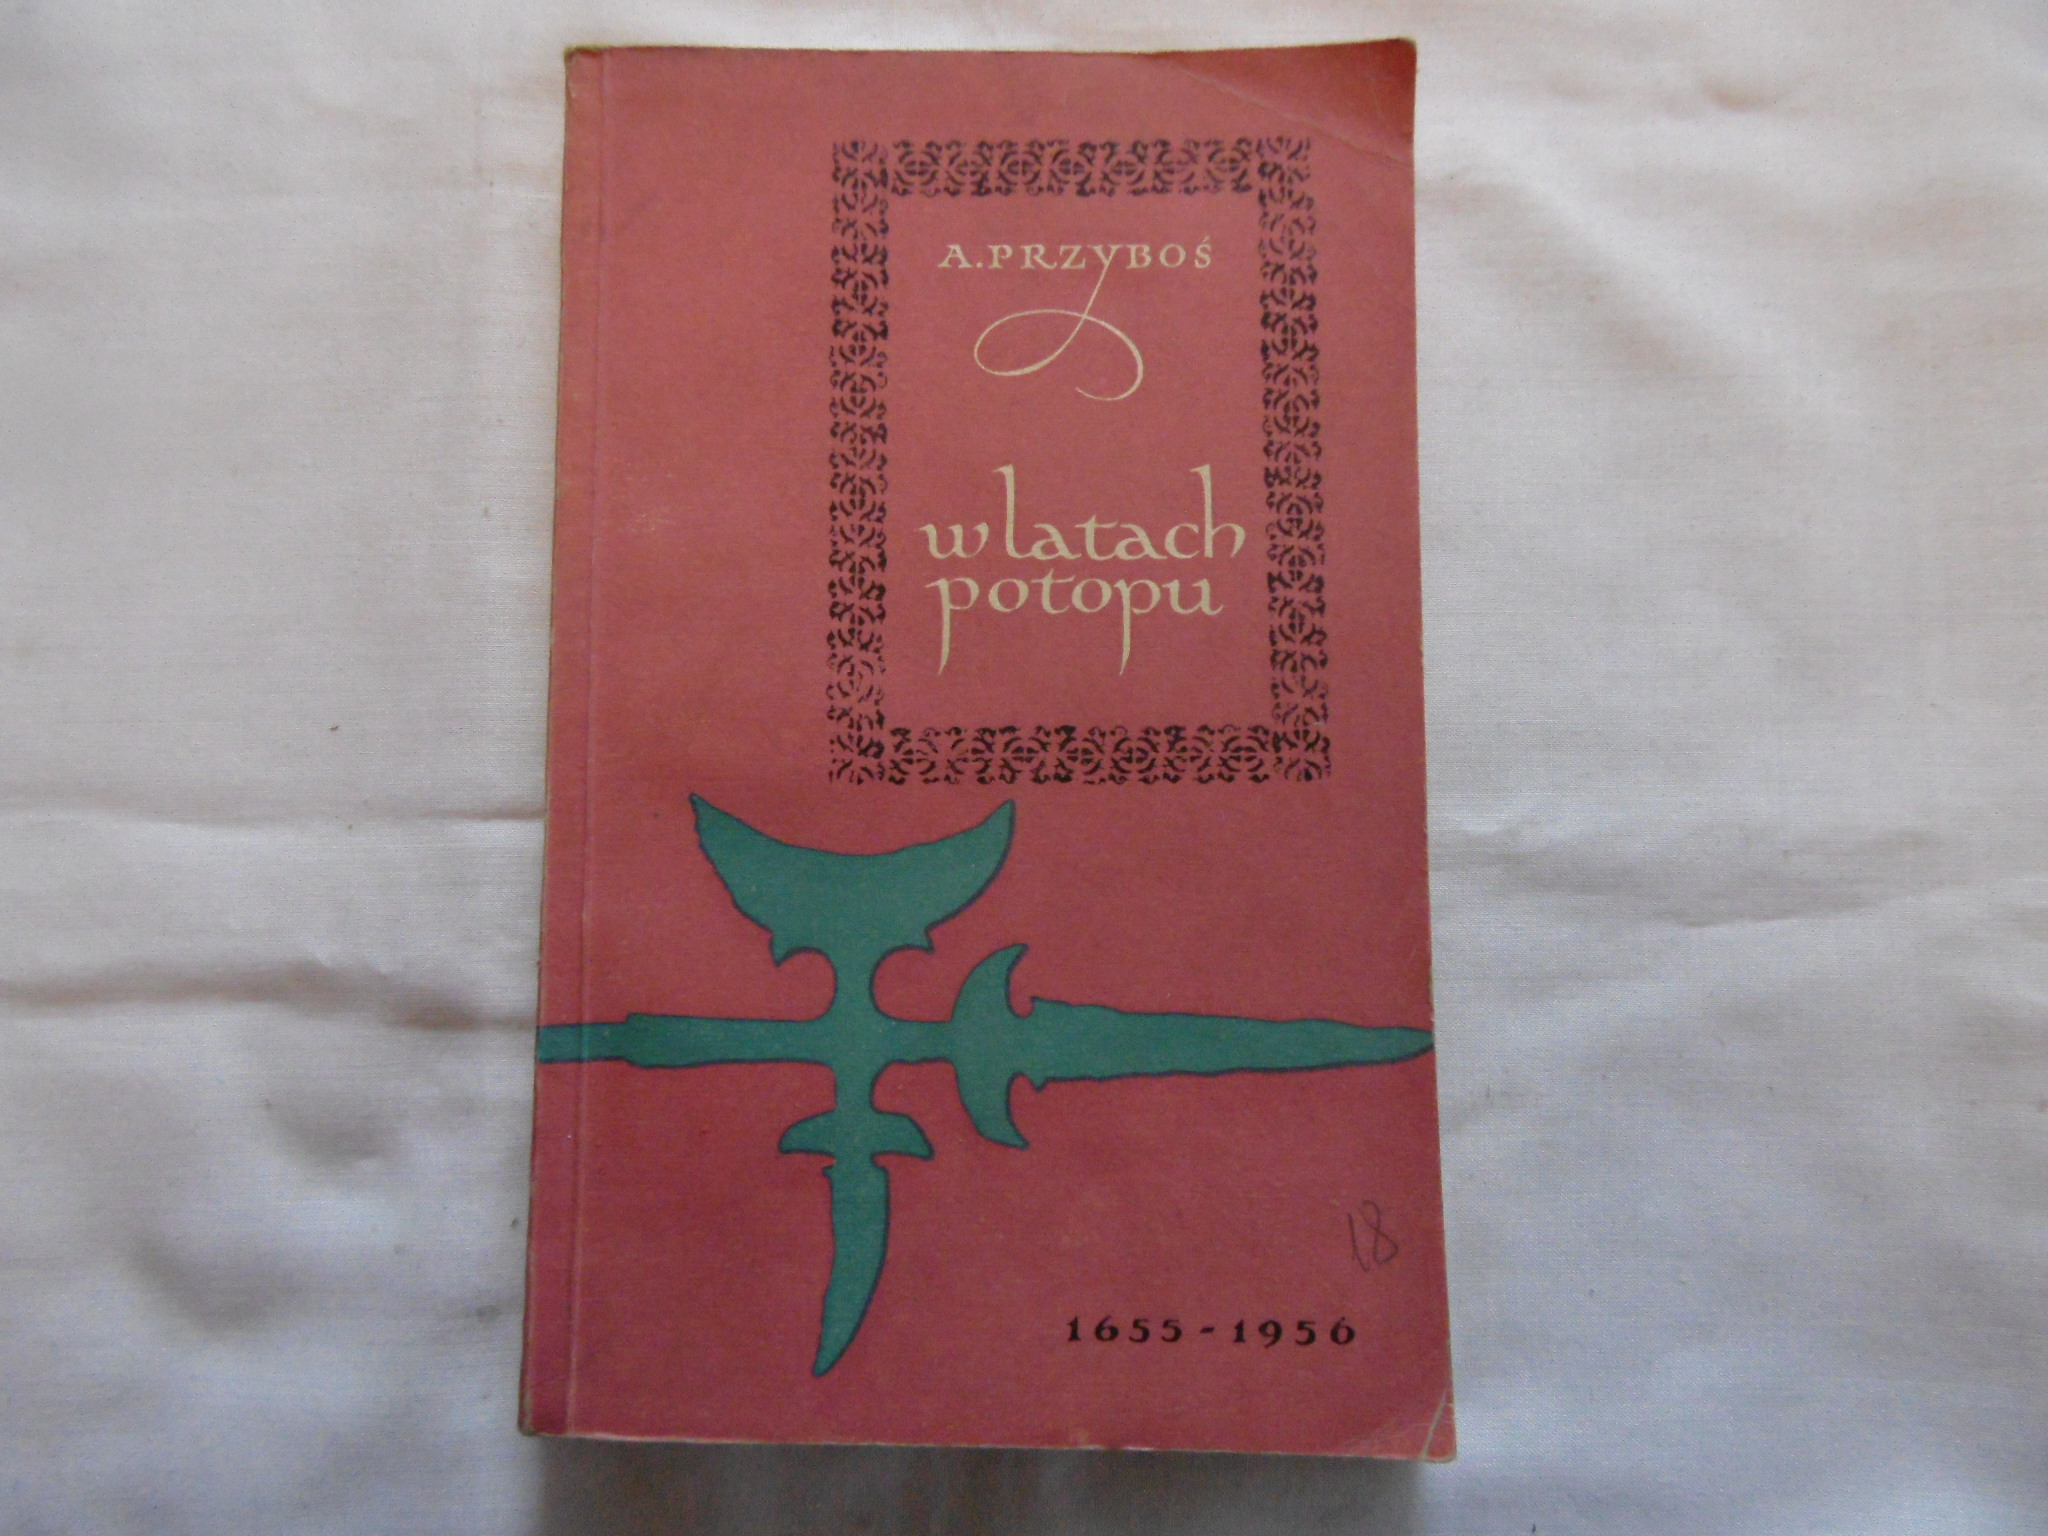 A. PRZYBOŚ
w latach
potopu
18
1655-1956